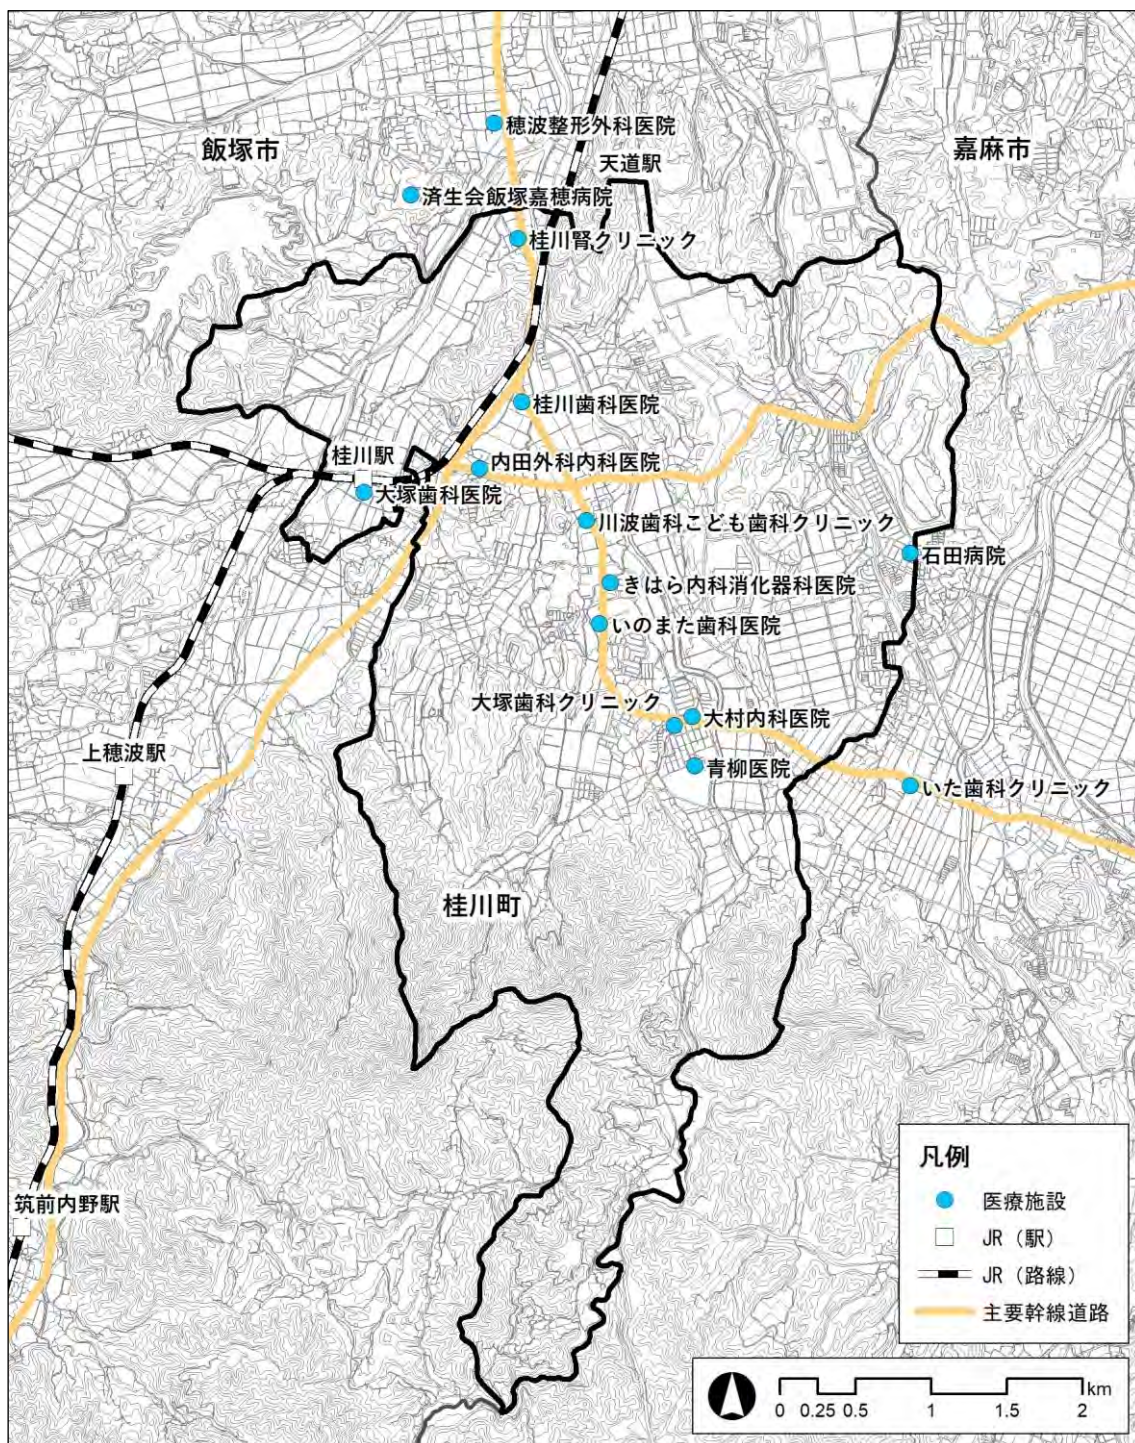 穂波整形外科医院
飯塚市
嘉麻市
天道駅
済生会飯塚嘉穂病院
桂川腎クリニック
桂川歯科医院
桂川駅
内田外科内科医院
大塚歯科医院
川波歯科こども歯科クリニック
石田病院
きはら内科消化器科医院
いのまた歯科医院
大塚歯科クリニック
大村内科医院
上穂波駅
青柳医院
いた歯科クリニック
桂川町
筑前内野駅
凡例
医療施設
JR（駅）
JR（路線）
主要幹線道路
km
0 0.25 0.5 1 1.5 2